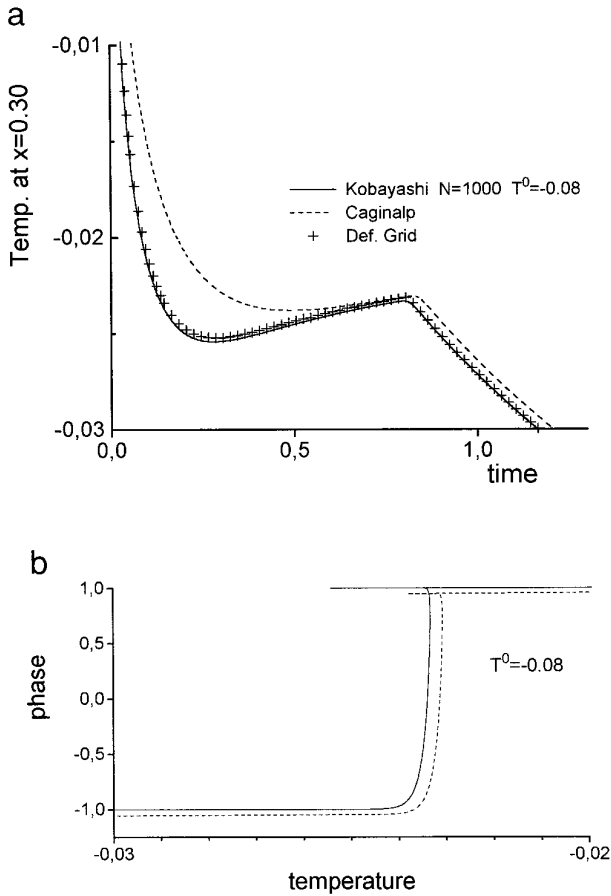 a
-0,01
-0,02
-0,03
Temp. at x=0.30
Kobayashi N=1000 T⁰=-0.08
Caginalp
Def. Grid
0,0
0,5
1,0
time
b
1,0
0,5
0,0
-0,5
-1,0
phase
T⁰=-0.08
-0,03
-0,02
temperature